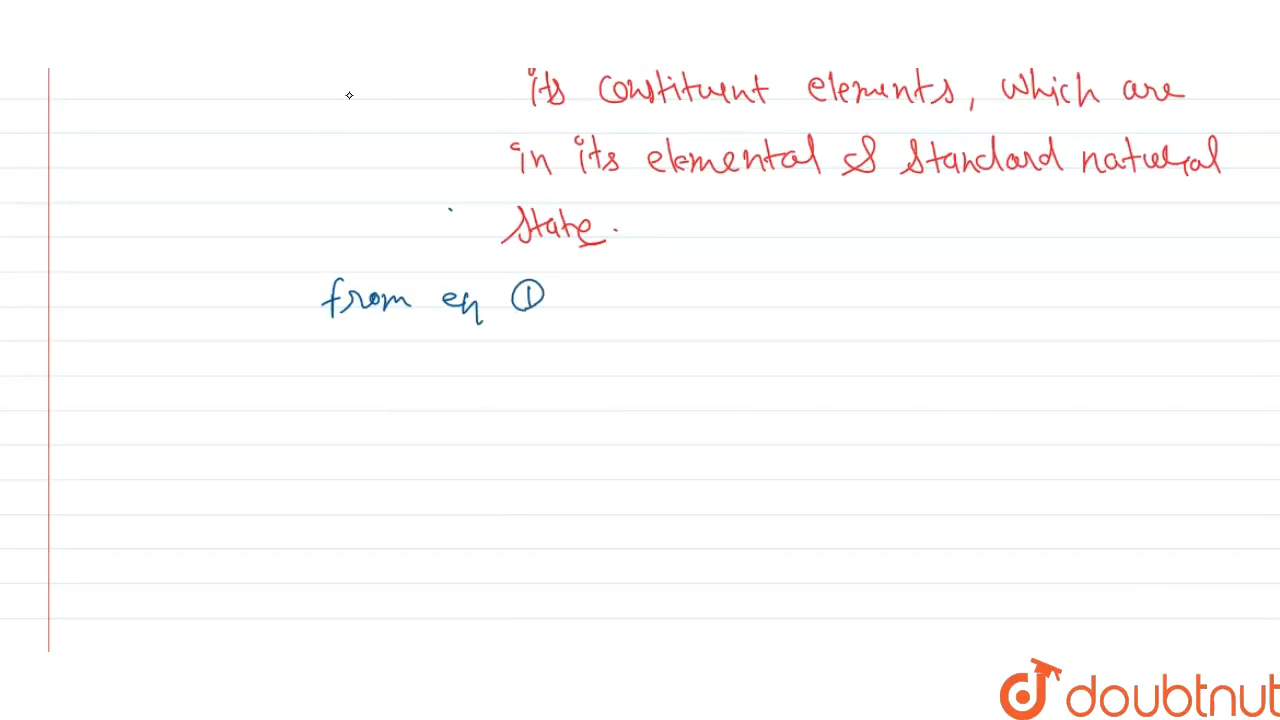 its constituent elements, which are
in its elemental & standard natural
state.
from eq ①
doubtnut